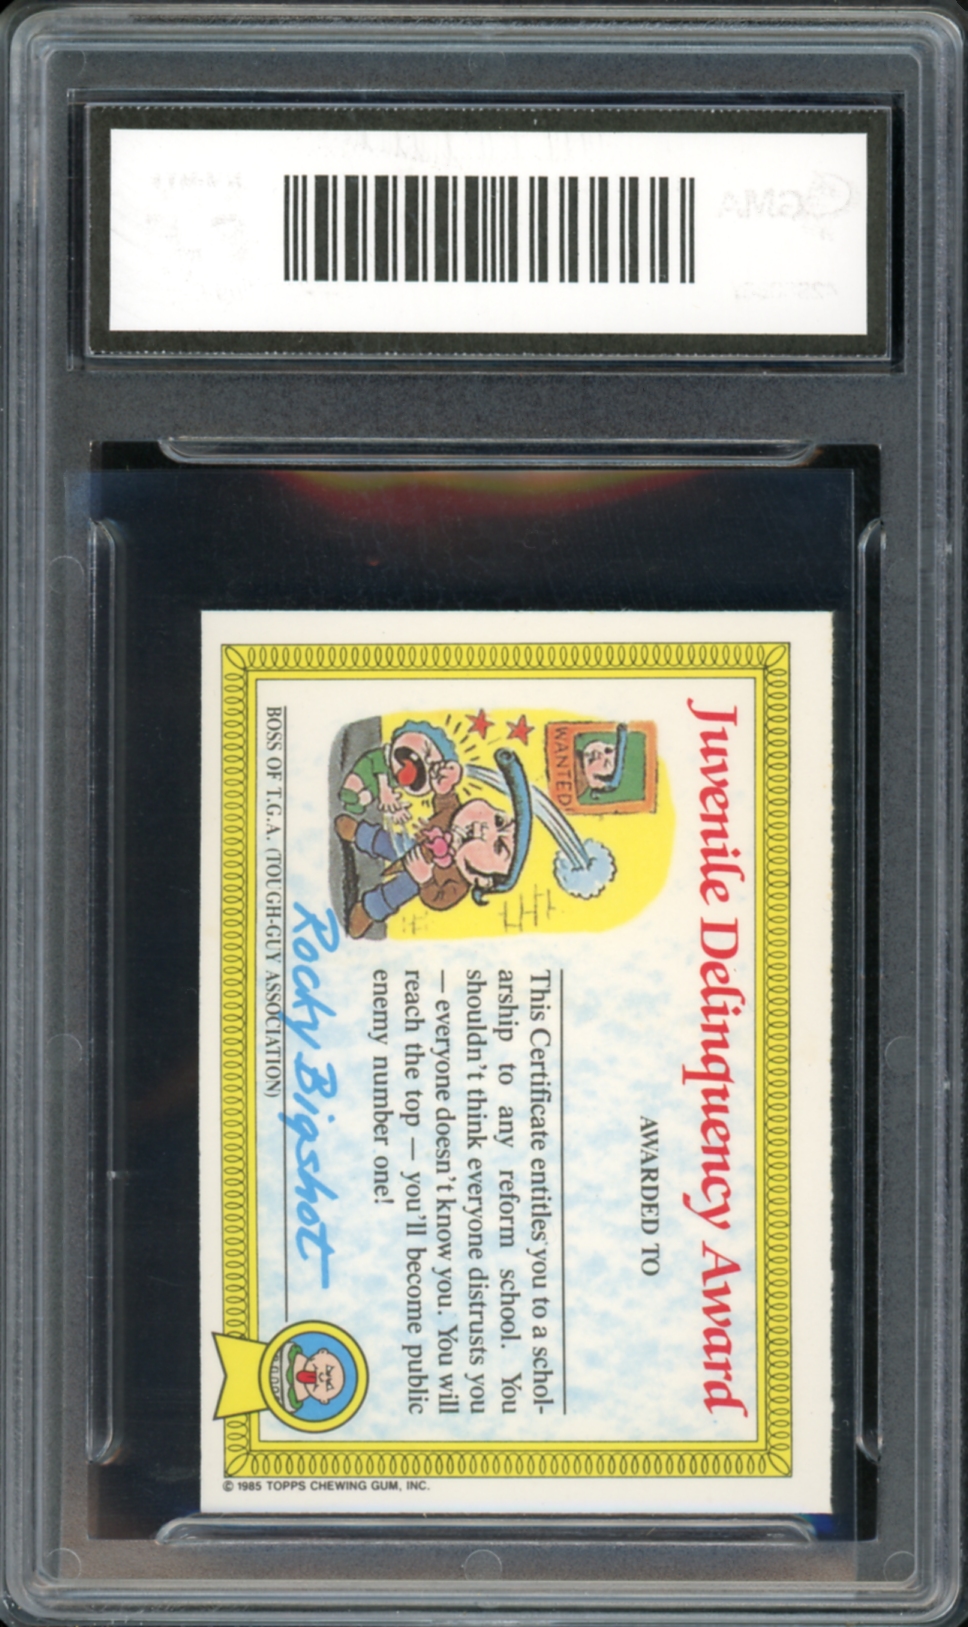 Juvenile Delinquency Award
AWARDED TO
WANTED
This Certificate entitles you to a schol-
arship to any reform school. You
shouldn't think everyone distrusts you
— everyone doesn't know you. You will
reach the top — you'll become public
enemy number one!
Rocky Bigshot
BOSS OF T.G.A. (TOUGH-GUY ASSOCIATION)
© 1985 TOPPS CHEWING GUM, INC.
GMA